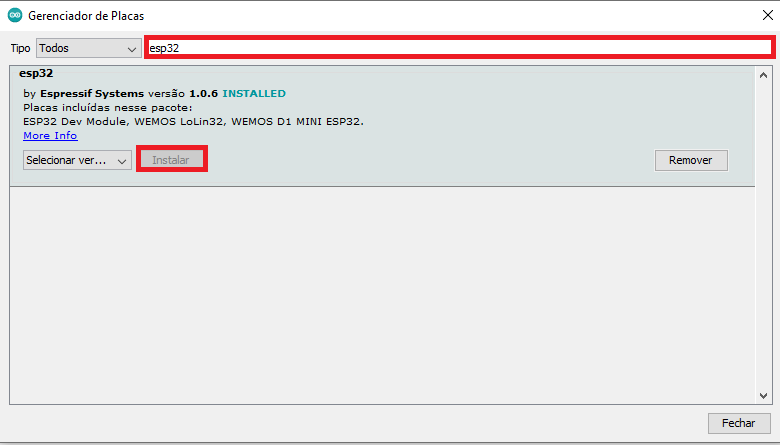 Gerenciador de Placas
Tipo Todos esp32
esp32
by Espressif Systems versão 1.0.6 INSTALLED
Placas incluídas nesse pacote:
ESP32 Dev Module, WEMOS LoLin32, WEMOS D1 MINI ESP32.
More Info
Selecionar ver... Instalar Remover
Fechar